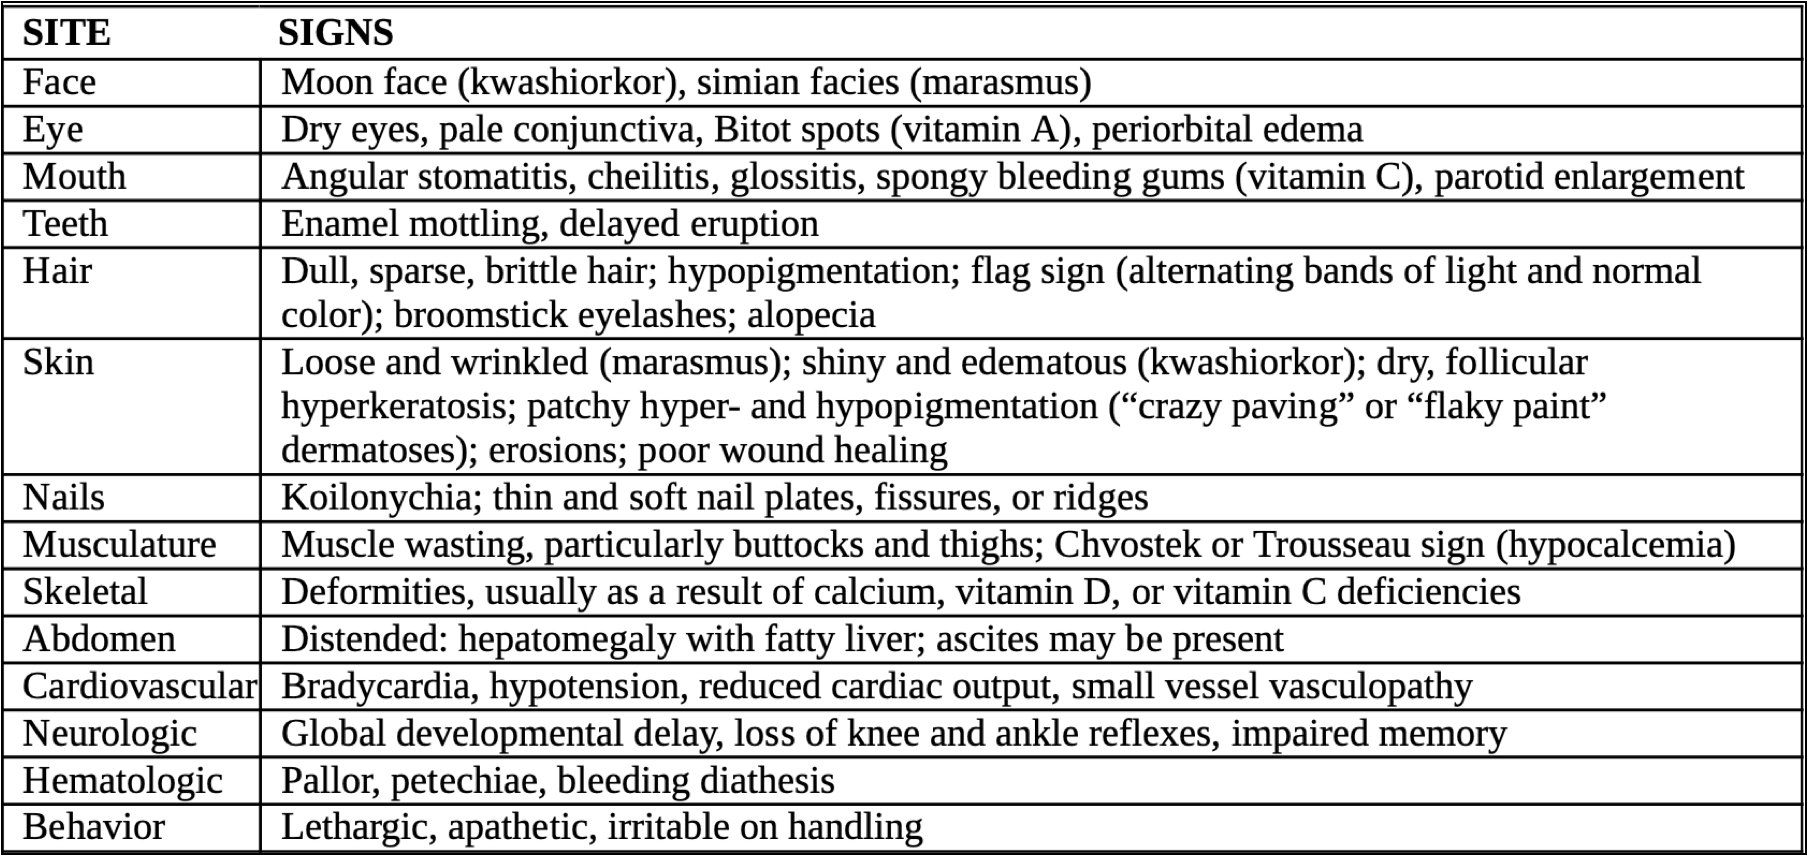 SITE SIGNS
Face Moon face (kwashiorkor), simian facies (marasmus)
Eye Dry eyes, pale conjunctiva, Bitot spots (vitamin A), periorbital edema
Mouth Angular stomatitis, cheilitis, glossitis, spongy bleeding gums (vitamin C), parotid enlargement
Teeth Enamel mottling, delayed eruption
Hair Dull, sparse, brittle hair; hypopigmentation; flag sign (alternating bands of light and normal
color); broomstick eyelashes; alopecia
Skin Loose and wrinkled (marasmus); shiny and edematous (kwashiorkor); dry, follicular
hyperkeratosis; patchy hyper- and hypopigmentation (“crazy paving” or “flaky paint”
dermatoses); erosions; poor wound healing
Nails Koilonychia; thin and soft nail plates, fissures, or ridges
Musculature Muscle wasting, particularly buttocks and thighs; Chvostek or Trousseau sign (hypocalcemia)
Skeletal Deformities, usually as a result of calcium, vitamin D, or vitamin C deficiencies
Abdomen Distended: hepatomegaly with fatty liver; ascites may be present
Cardiovascular Bradycardia, hypotension, reduced cardiac output, small vessel vasculopathy
Neurologic Global developmental delay, loss of knee and ankle reflexes, impaired memory
Hematologic Pallor, petechiae, bleeding diathesis
Behavior Lethargic, apathetic, irritable on handling